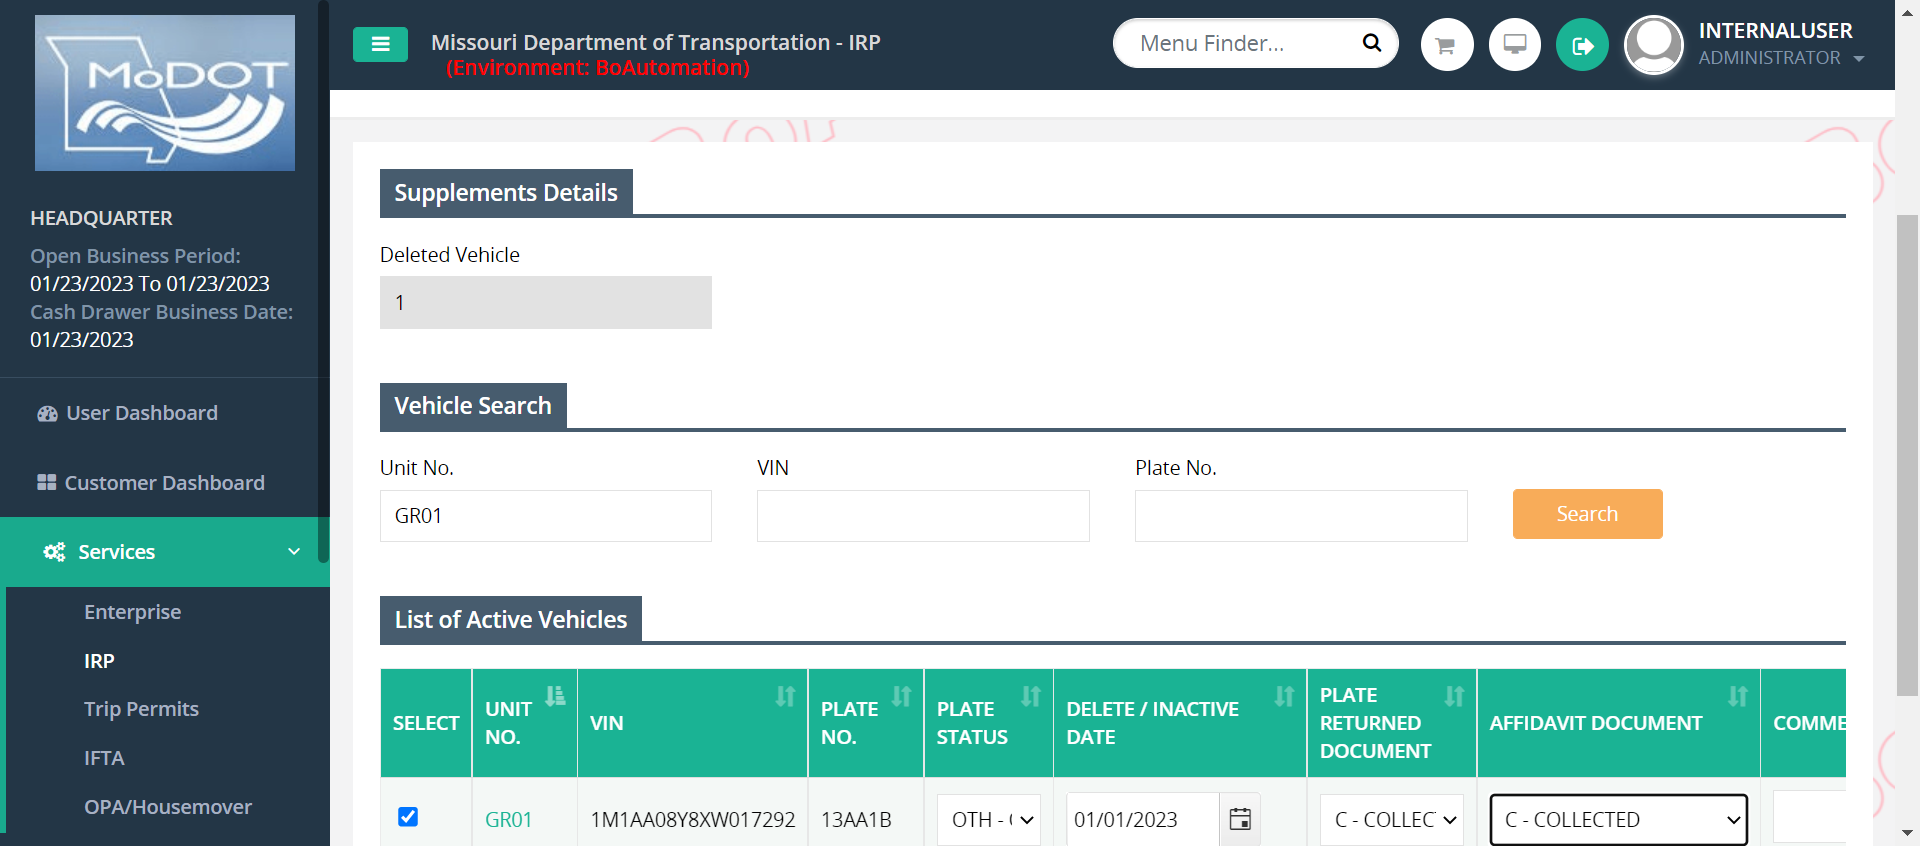 MoDOT
HEADQUARTER
Open Business Period:
01/23/2023 To 01/23/2023
Cash Drawer Business Date:
01/23/2023
User Dashboard
Customer Dashboard
Services
Enterprise
IRP
Trip Permits
IFTA
OPA/Housemover
Missouri Department of Transportation - IRP
(Environment: BoAutomation)
Menu Finder...
INTERNALUSER
ADMINISTRATOR
Supplements Details
Deleted Vehicle
1
Vehicle Search
Unit No. VIN Plate No.
GR01 Search
List of Active Vehicles
SELECT
UNIT
NO.
VIN
PLATE
NO.
PLATE
STATUS
DELETE / INACTIVE
DATE
PLATE
RETURNED
DOCUMENT
AFFIDAVIT DOCUMENT
COMME
GR01 1M1AA08Y8XW017292 13AA1B OTH - 01/01/2023 C - COLLEC C - COLLECTED